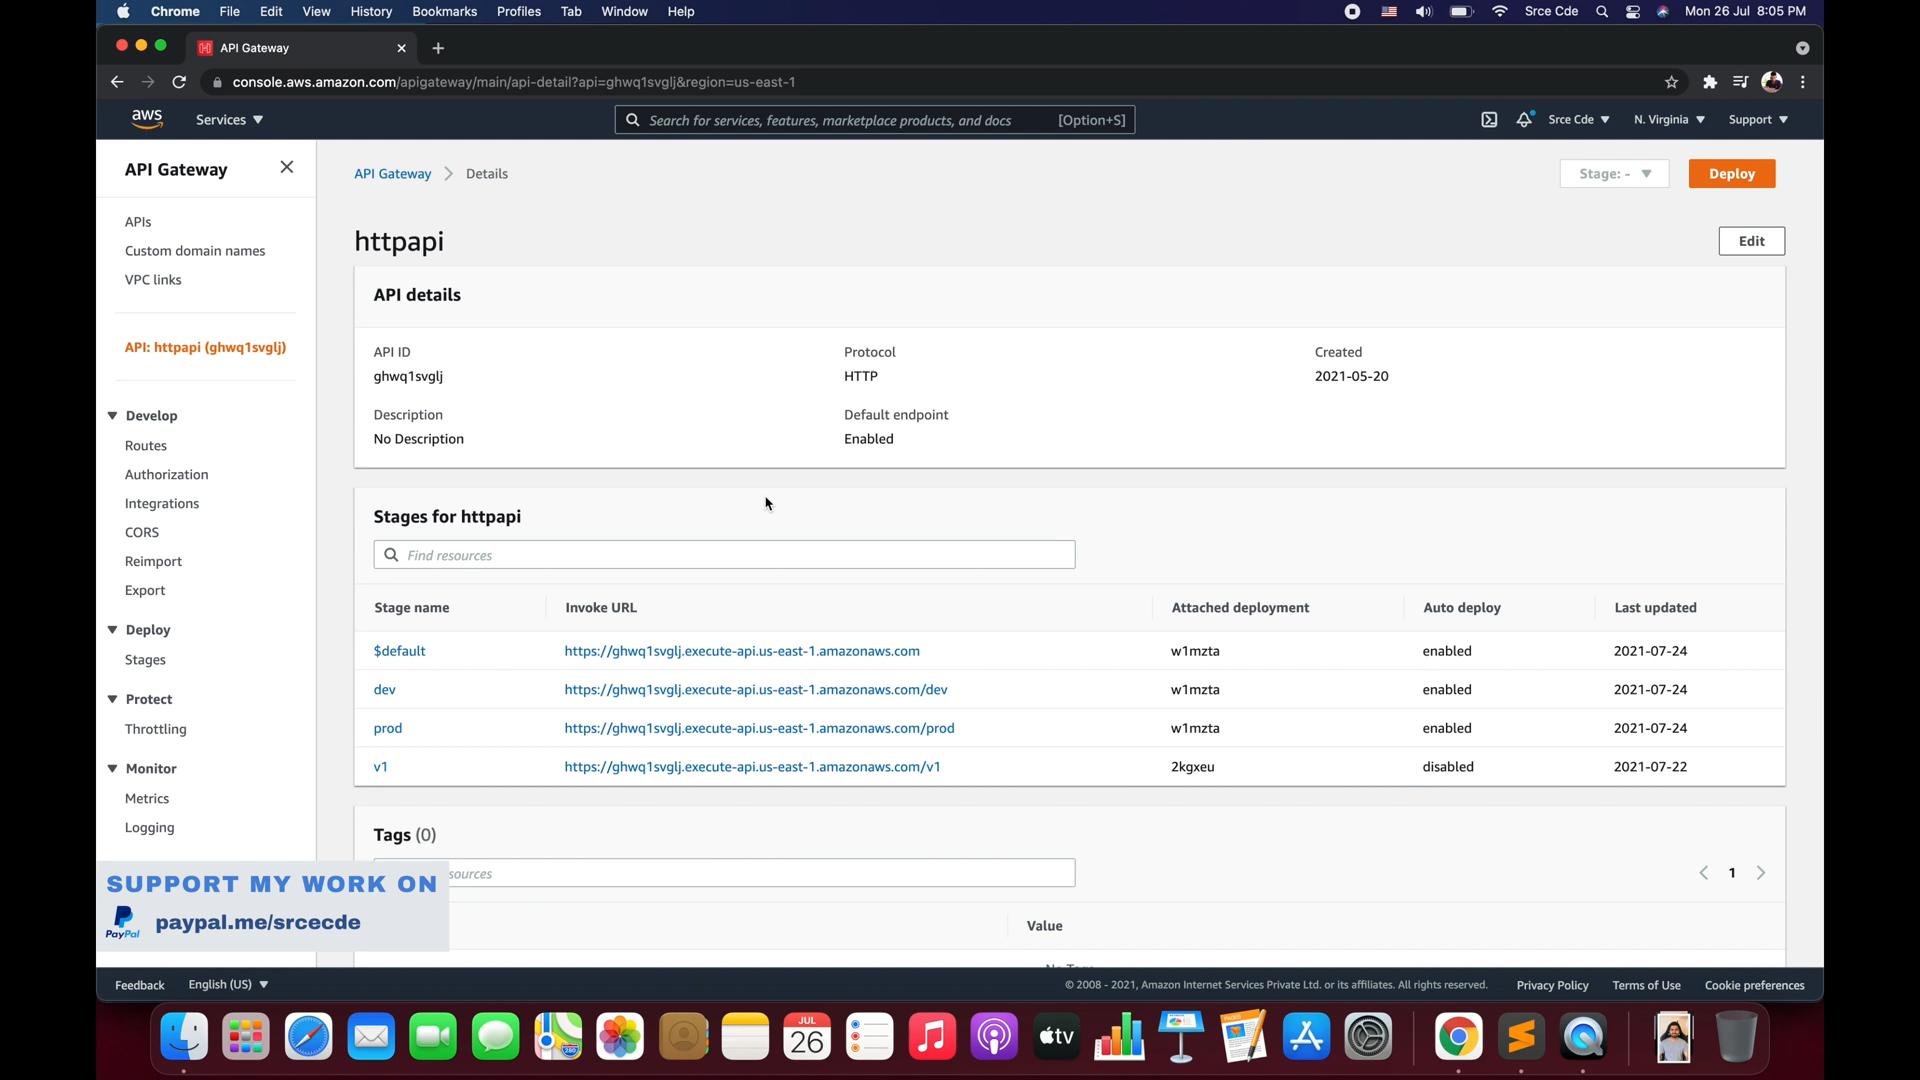 Chrome File Edit View History Bookmarks Profiles Tab Window Help Srce Cde Mon 26 Jul 8:05 PM
API Gateway
console.aws.amazon.com/apigateway/main/api-detail?api=ghwq1svglj&region=us-east-1
aws Services Search for services, features, marketplace products, and docs [Option+S] Srce Cde N. Virginia Support
API Gateway
APIs
Custom domain names
VPC links
API: httpapi (ghwq1svglj)
Develop
Routes
Authorization
Integrations
CORS
Reimport
Export
Deploy
Stages
Protect
Throttling
Monitor
Metrics
Logging
API Gateway Details Stage: - Deploy
httpapi Edit
API details
API ID Protocol Created
ghwq1svglj HTTP 2021-05-20
Description Default endpoint
No Description Enabled
Stages for httpapi
Find resources
Stage name Invoke URL Attached deployment Auto deploy Last updated
$default https://ghwq1svglj.execute-api.us-east-1.amazonaws.com w1mzta enabled 2021-07-24
dev https://ghwq1svglj.execute-api.us-east-1.amazonaws.com/dev w1mzta enabled 2021-07-24
prod https://ghwq1svglj.execute-api.us-east-1.amazonaws.com/prod w1mzta enabled 2021-07-24
v1 https://ghwq1svglj.execute-api.us-east-1.amazonaws.com/v1 2kgxeu disabled 2021-07-22
Tags (0)
sources 1
Value
SUPPORT MY WORK ON
PayPal paypal.me/srcecde
Feedback English (US) © 2008 - 2021, Amazon Internet Services Private Ltd. or its affiliates. All rights reserved. Privacy Policy Terms of Use Cookie preferences
JUL
26
280
tv
PAGES